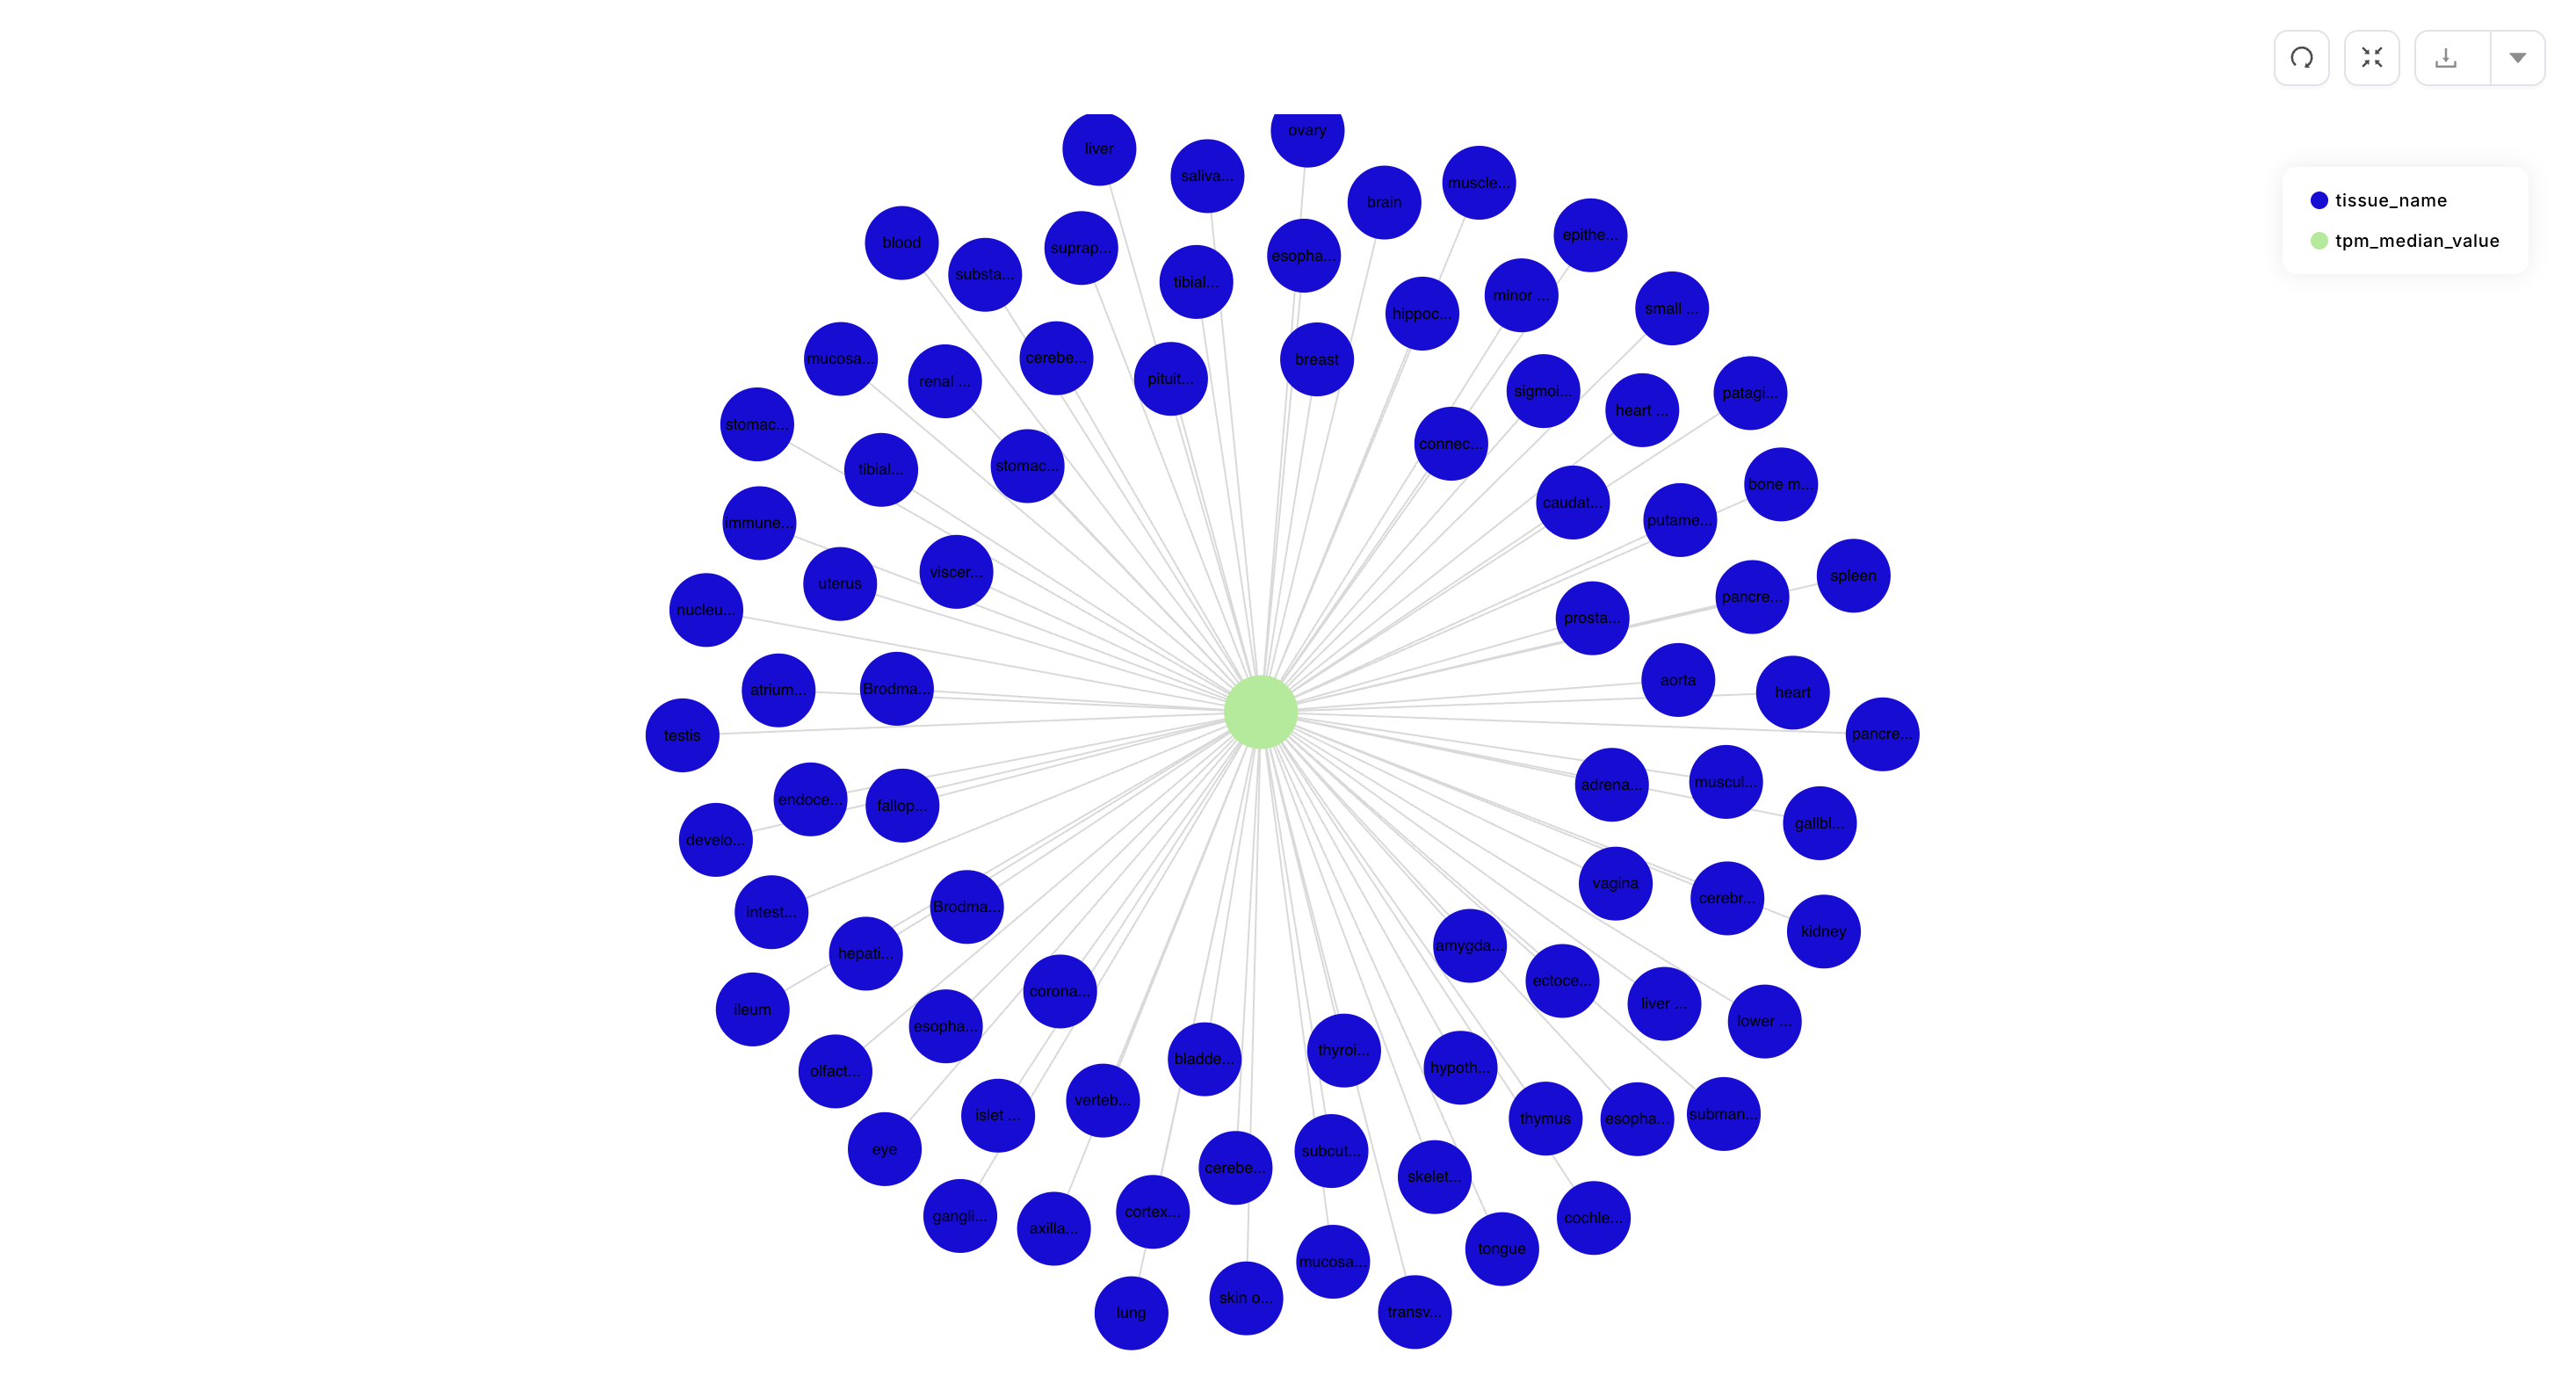 ovary
liver
saliva...
muscle...
brain
epithe...
blood
suprap...
esopha...
substa...
tibial...
minor ...
small ...
hippoc...
mucosa...
cerebe...
breast
pituit...
renal ...
sigmoi...
patagi...
heart ...
stomac...
connec...
stomac...
tibial...
bone m...
caudat...
putame...
immune...
viscer...
spleen
uterus
pancre...
nucleu...
prosta...
aorta
Brodma...
atrium...
heart
pancre...
testis
muscul...
adrena...
endoce...
fallop...
gallbl...
develo...
vagina
cerebr...
Brodma...
intest...
kidney
amygda...
hepati...
ectoce...
corona...
liver ...
ileum
lower ...
esopha...
thyroi...
bladde...
hypoth...
olfact...
verteb...
subman...
islet ...
thymus
esopha...
eye
subcut...
cerebe...
skelet...
cortex...
gangli...
cochle...
axilla...
tongue
mucosa...
skin o...
transv...
lung
tissue_name
tpm_median_value